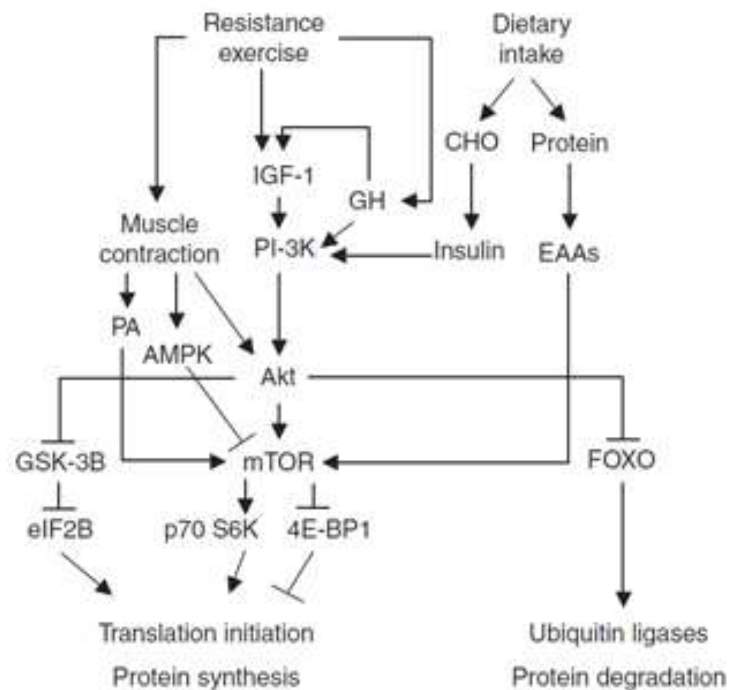 Resistance
exercise
Dietary
intake
CHO
Protein
IGF-1
GH
Muscle
contraction
PI-3K
Insulin
EAAs
PA
AMPK
Akt
GSK-3B
mTOR
FOXO
eIF2B
p70 S6K
4E-BP1
Translation initiation
Ubiquitin ligases
Protein synthesis
Protein degradation